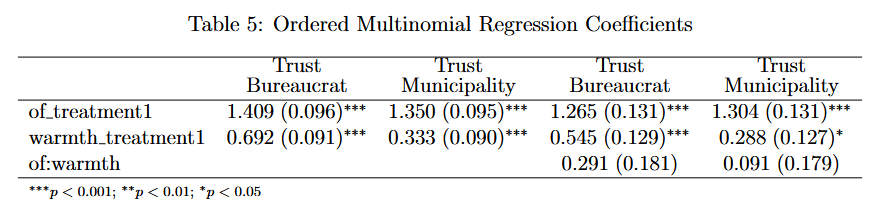 Table 5: Ordered Multinomial Regression Coefficients
Trust Trust Trust Trust
Bureaucrat Municipality Bureaucrat Municipality
of_treatment1 1.409 (0.096)*** 1.350 (0.095)*** 1.265 (0.131)*** 1.304 (0.131)***
warmth_treatment1 0.692 (0.091)*** 0.333 (0.090)*** 0.545 (0.129)*** 0.288 (0.127)*
of:warmth 0.291 (0.181) 0.091 (0.179)
***p < 0.001; **p < 0.01; *p < 0.05